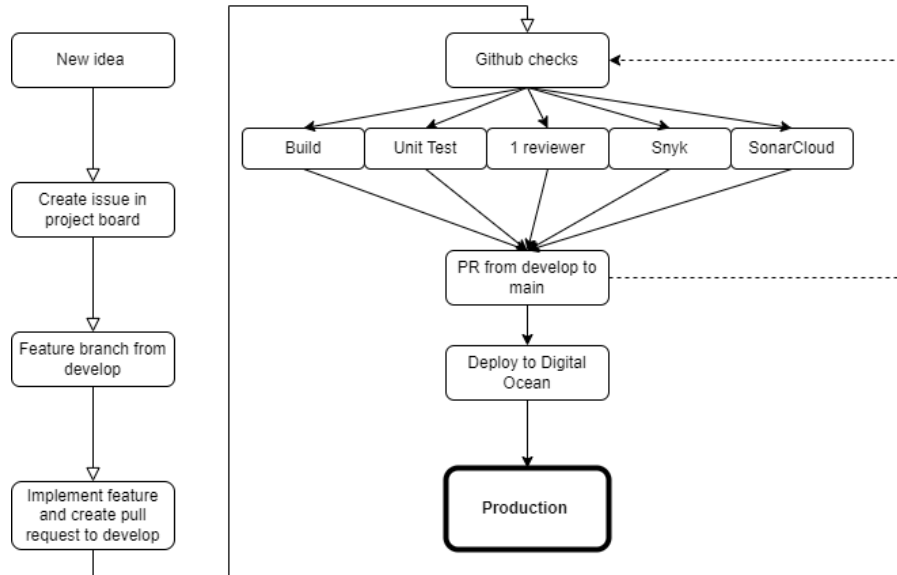 New idea
Create issue in
project board
Feature branch from
develop
Implement feature
and create pull
request to develop
Github checks
Build
Unit Test
1 reviewer
Snyk
SonarCloud
PR from develop to
main
Deploy to Digital
Ocean
Production